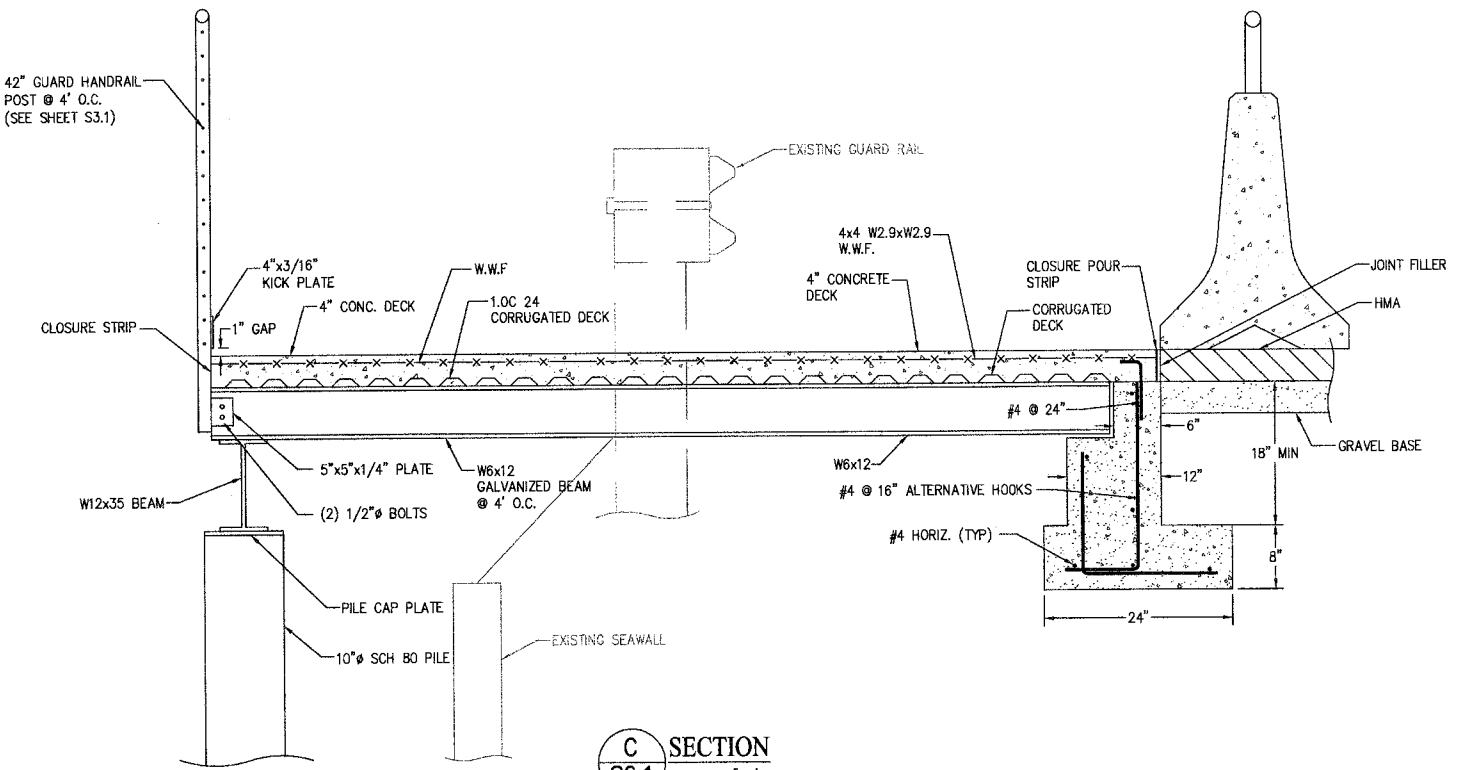 42" GUARD HANDRAIL
POST @ 4' O.C.
(SEE SHEET S3.1)
EXISTING GUARD RAIL
4"x3/16"
KICK PLATE
W.W.F
4x4 W2.9xW2.9
W.W.F.
CLOSURE POUR
STRIP
JOINT FILLER
4" CONC. DECK
1.0C 24
CORRUGATED DECK
4" CONCRETE
DECK
CORRUGATED
DECK
HMA
CLOSURE STRIP
1" GAP
#4 @ 24"
6"
GRAVEL BASE
18" MIN
5"x5"x1/4" PLATE
W6x12
GALVANIZED BEAM
@ 4' O.C.
W6x12
12"
W12x35 BEAM
(2) 1/2"ø BOLTS
#4 @ 16" ALTERNATIVE HOOKS
#4 HORIZ. (TYP)
8"
PILE CAP PLATE
24"
EXISTING SEAWALL
10"ø SCH 80 PILE
C
SECTION